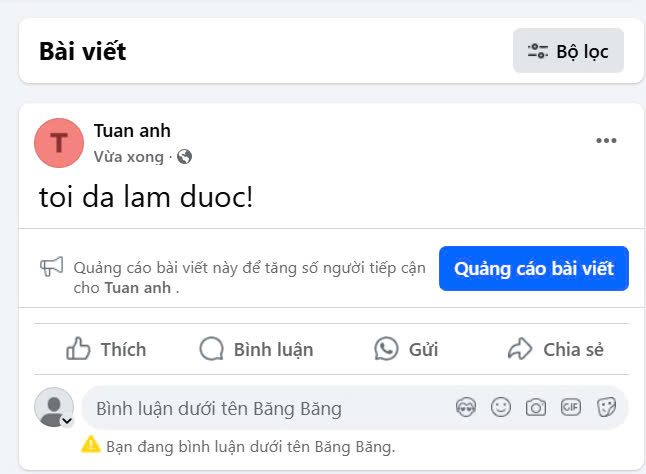 Bài viết
Bộ lọc
T
Tuan anh
Vừa xong ·
toi da lam duoc!
Quảng cáo bài viết này để tăng số người tiếp cận
cho Tuan anh .
Quảng cáo bài viết
Thích
Bình luận
Gửi
Chia sẻ
Bình luận dưới tên Băng Băng
GIF
Bạn đang bình luận dưới tên Băng Băng.